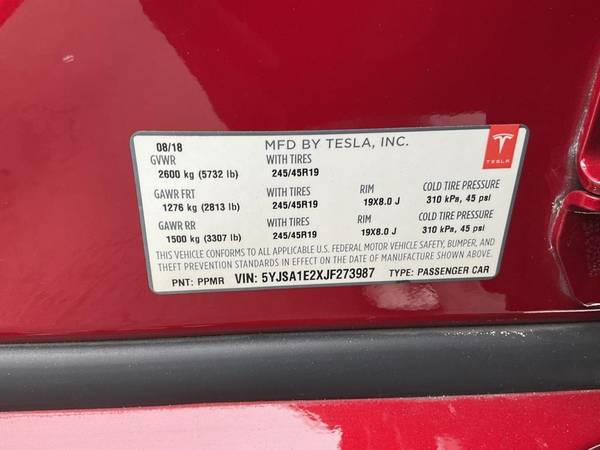 08/18 MFD BY TESLA, INC.
GVWR WITH TIRES
2600 kg (5732 lb) 245/45R19
GAWR FRT WITH TIRES RIM COLD TIRE PRESSURE
1276 kg (2813 lb) 245/45R19 19X8.0 J 310 kPa, 45 psi
GAWR RR WITH TIRES RIM COLD TIRE PRESSURE
1500 kg (3307 lb) 245/45R19 19X8.0 J 310 kPa, 45 psi
THIS VEHICLE CONFORMS TO ALL APPLICABLE U.S. FEDERAL MOTOR VEHICLE SAFETY, BUMPER, AND
THEFT PREVENTION STANDARDS IN EFFECT ON THE DATE OF MANUFACTURE SHOWN ABOVE.
PNT: PPMR VIN: 5YJSA1E2XJF273987 TYPE: PASSENGER CAR
TESLA